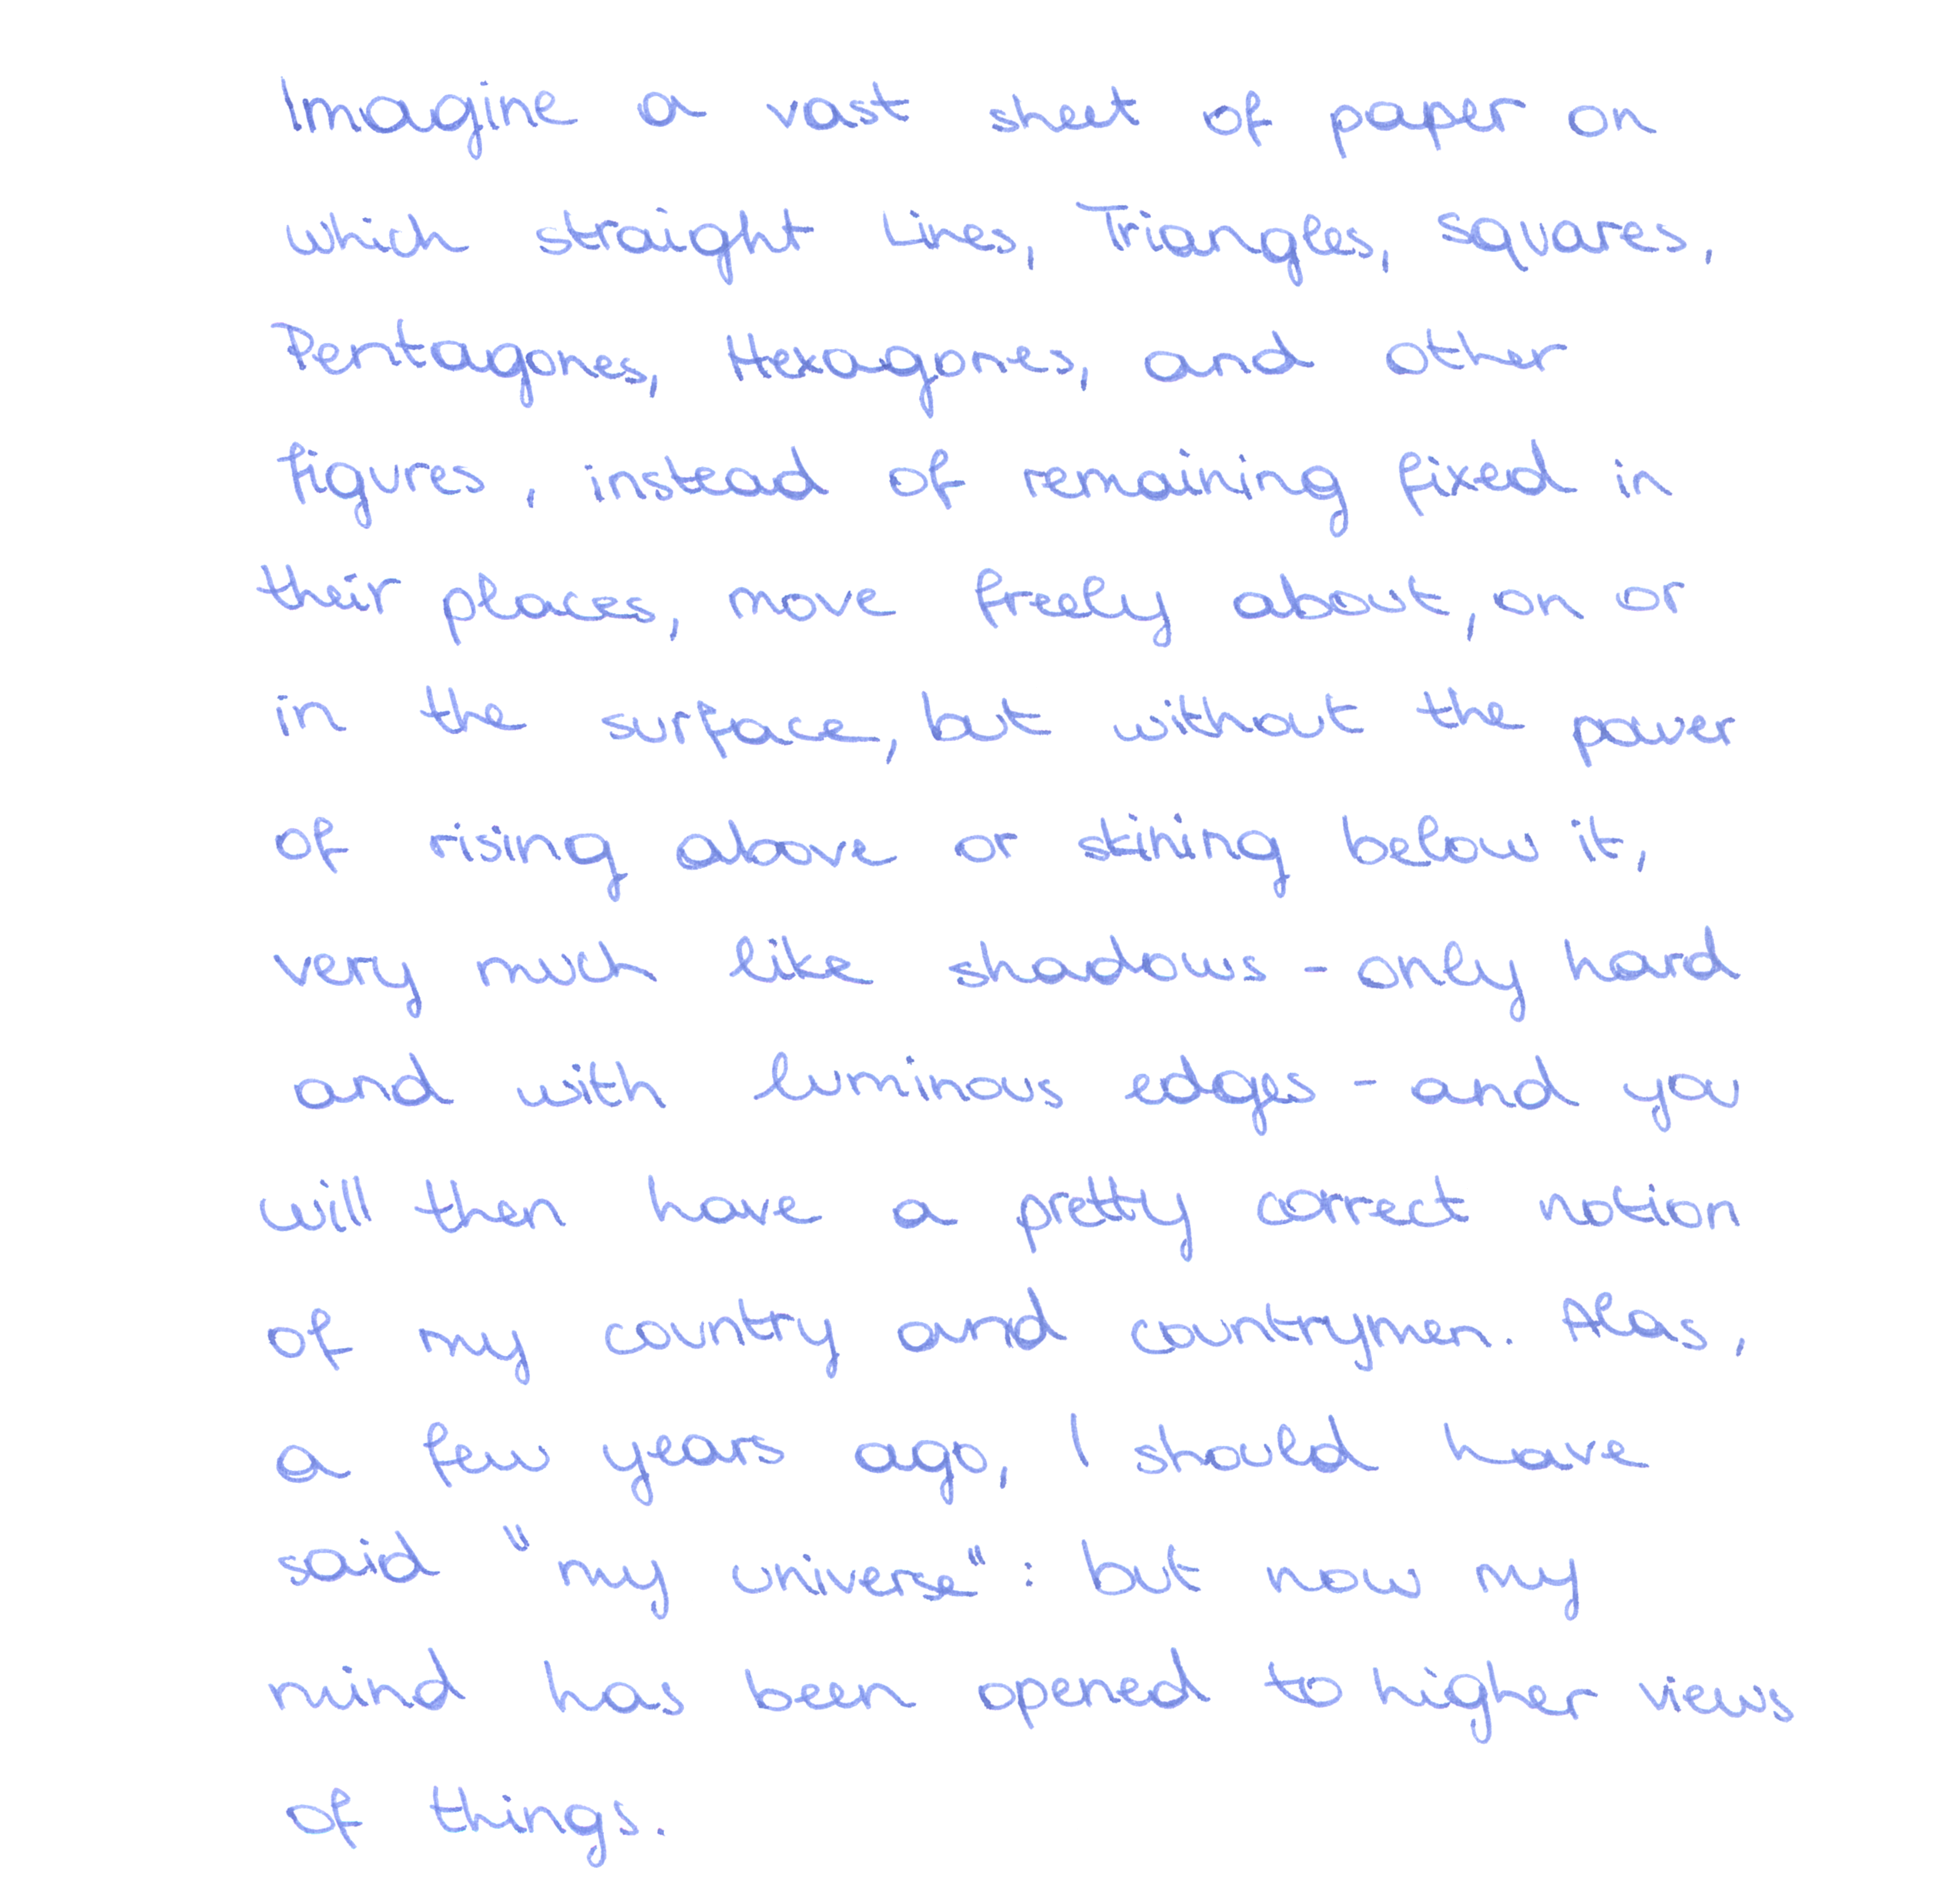 Imagine a vast sheet of paper on
which straight Lines, Triangles, Squares,
Pentagones, Hexagones, and other
figures, instead of remaining fixed in
their places, move freely about, on or
in the surface, but without the power
of rising above or stining below it,
very much like shadows - only hard
and with luminous edges - and you
will then have a pretty correct notion
of my country and countrymen. Alas,
a few years ago, I should have
said "my universe": but now my
mind has been opened to higher views
of things.